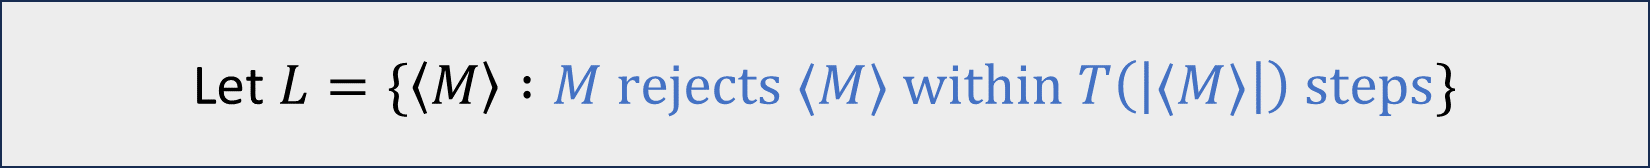 Let 𝐿 = {⟨𝑀⟩ : 𝑀 rejects ⟨𝑀⟩ within 𝑇(|⟨𝑀⟩|) steps}